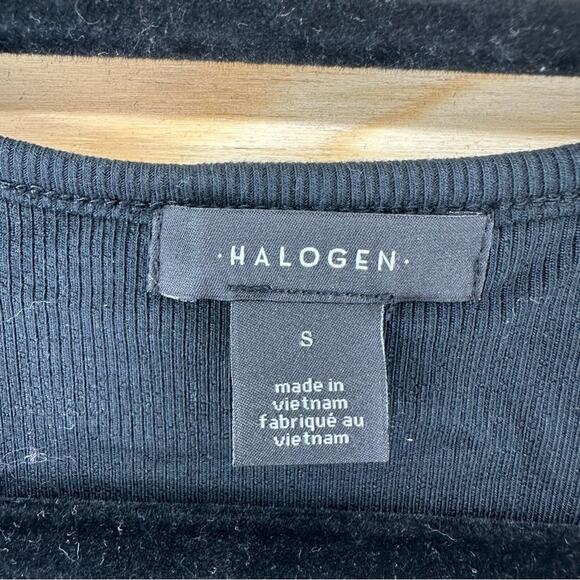 ·HALOGEN·
S
made in
vietnam
fabriqué au
vietnam